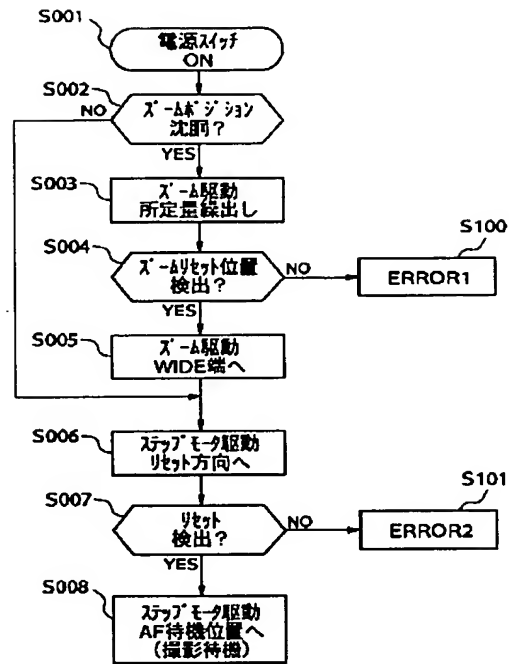 S001
電源スイッチ
ON
S002
NO
ズームポジション
沈胴?
YES
S003
ズーム駆動
所定量繰出し
S004
ズームリセット位置
検出?
NO
S100
ERROR1
YES
S005
ズーム駆動
WIDE端へ
S006
ステップモータ駆動
リセット方向へ
S007
リセット
検出?
NO
S101
ERROR2
YES
S008
ステップモータ駆動
AF待機位置へ
(撮影待機)